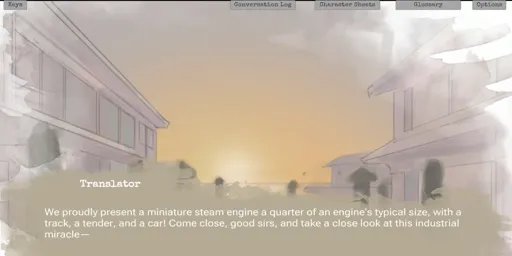 Keys
Conversation Log
Character Sheets
Glossary
Options
Translator
We proudly present a miniature steam engine a quarter of an engine's typical size, with a
track, a tender, and a car! Come close, good sirs, and take a close look at this industrial
miracle—